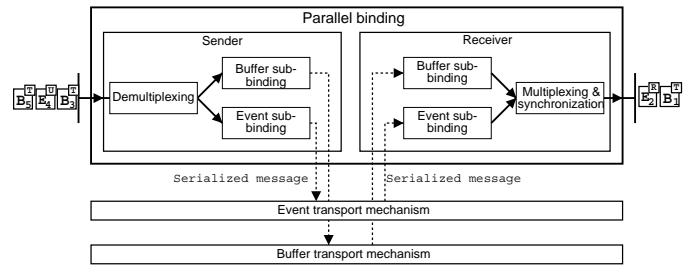 Parallel binding
Sender
Receiver
Buffer sub-
binding
Buffer sub-
binding
T U T
B5 E4 B3
Demultiplexing
Multiplexing &
synchronization
R T
E2 B1
Event sub-
binding
Event sub-
binding
Serialized message
Serialized message
Event transport mechanism
Buffer transport mechanism